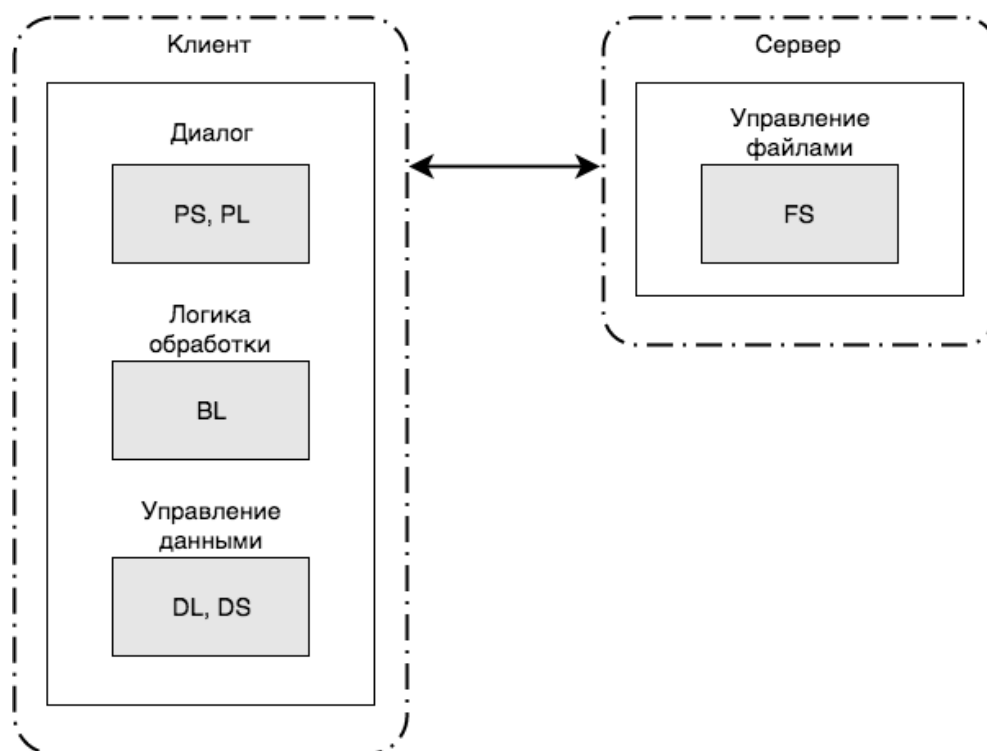 Клиент
Диалог
PS, PL
Логика
обработки
BL
Управление
данными
DL, DS
Сервер
Управление
файлами
FS